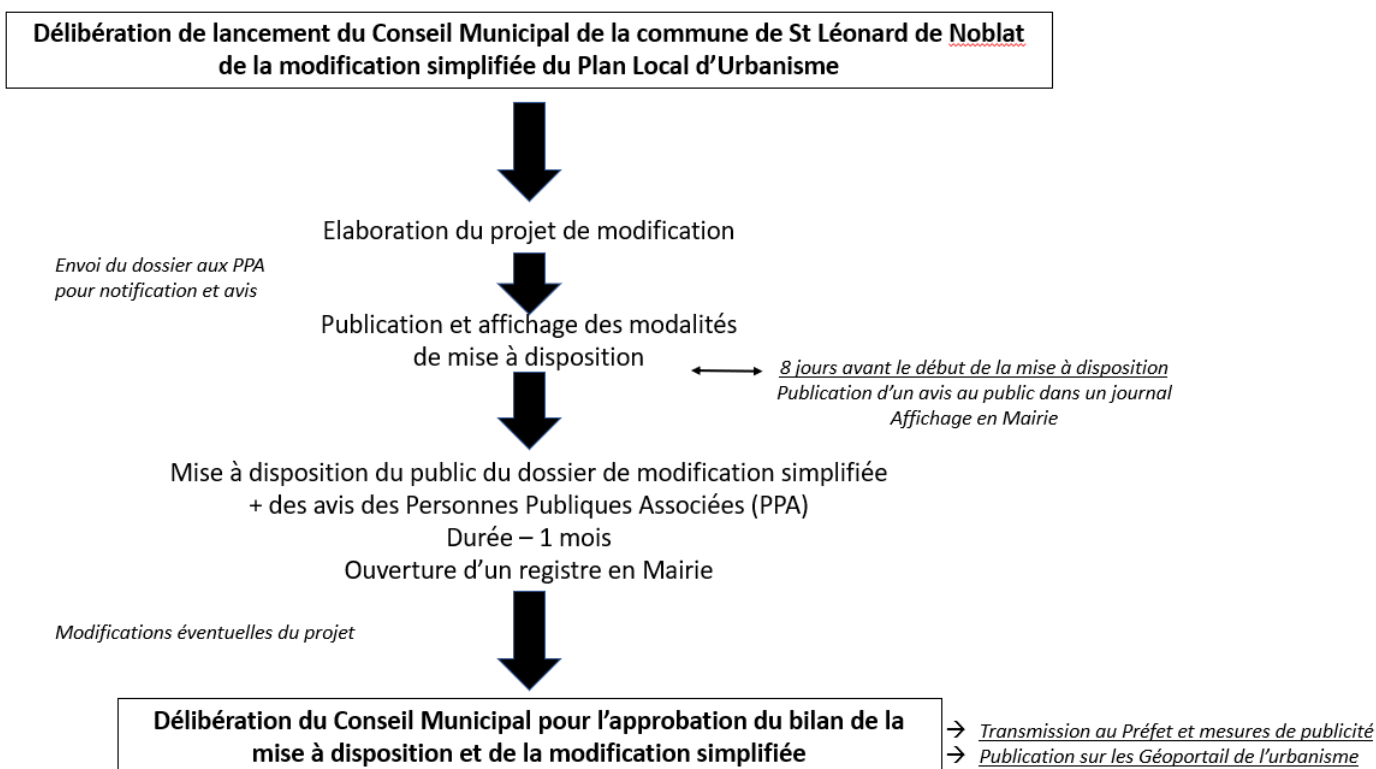 Délibération de lancement du Conseil Municipal de la commune de St Léonard de Noblat
de la modification simplifiée du Plan Local d’Urbanisme
Elaboration du projet de modification
Envoi du dossier aux PPA
pour notification et avis
Publication et affichage des modalités
de mise à disposition
8 jours avant le début de la mise à disposition
Publication d’un avis au public dans un journal
Affichage en Mairie
Mise à disposition du public du dossier de modification simplifiée
+ des avis des Personnes Publiques Associées (PPA)
Durée – 1 mois
Ouverture d’un registre en Mairie
Modifications éventuelles du projet
Délibération du Conseil Municipal pour l’approbation du bilan de la
mise à disposition et de la modification simplifiée
→ Transmission au Préfet et mesures de publicité
→ Publication sur les Géoportail de l’urbanisme